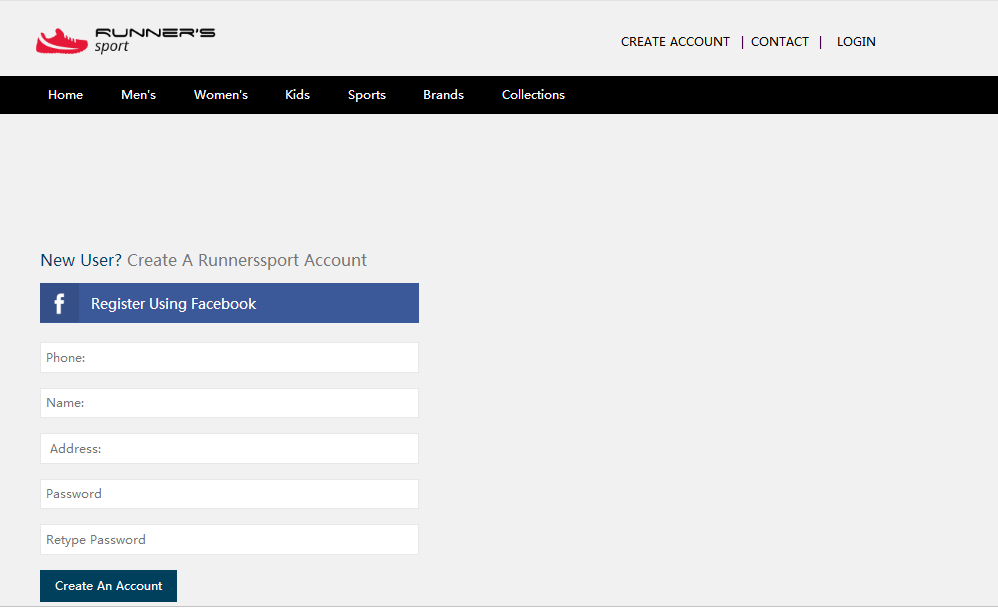 RUNNER'S
sport
CREATE ACCOUNT | CONTACT | LOGIN
Home Men's Women's Kids Sports Brands Collections
New User? Create A Runnerssport Account
f Register Using Facebook
Phone:
Name:
Address:
Password
Retype Password
Create An Account